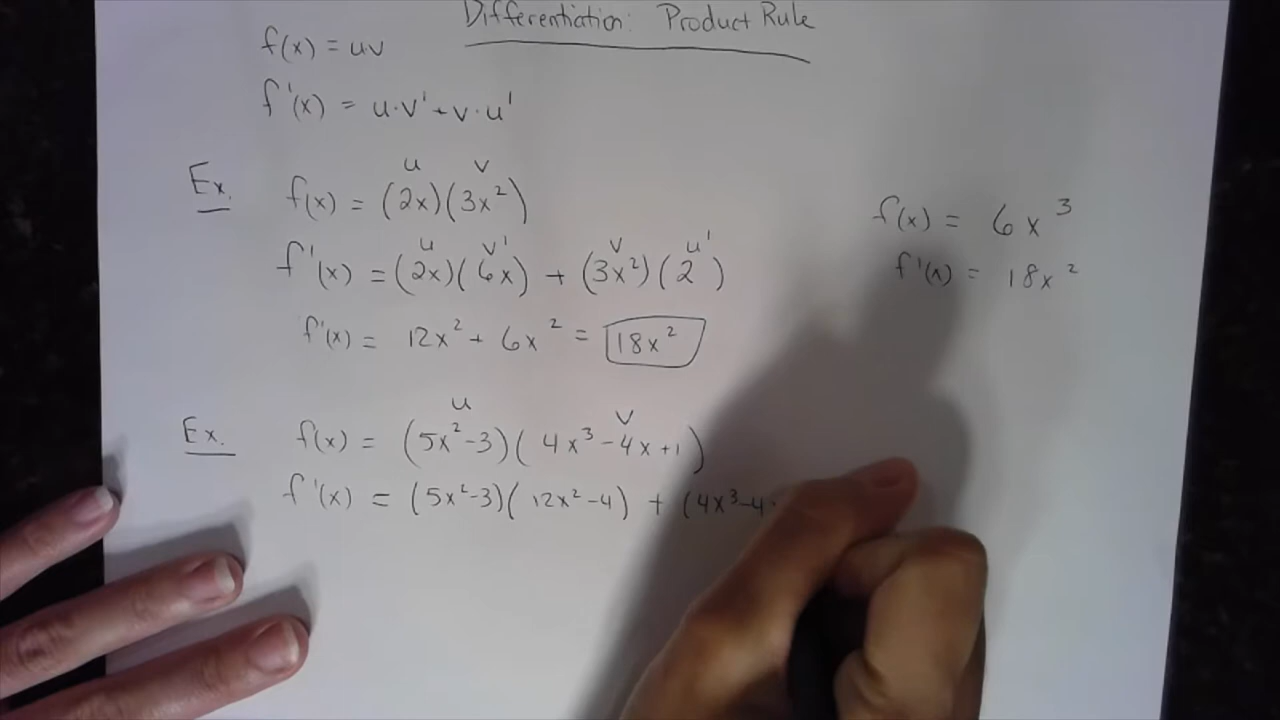 Differentiation: Product Rule
f(x) = u·v
f'(x) = u·v' + v·u'
u v
Ex. f(x) = (2x)(3x²)
u v' v u'
f'(x) = (2x)(6x) + (3x²)(2)
f'(x) = 12x² + 6x² = 18x²
f(x) = 6x³
f'(x) = 18x²
u v
Ex. f(x) = (5x²-3)(4x³-4x+1)
f'(x) = (5x²-3)(12x²-4) + (4x³-4